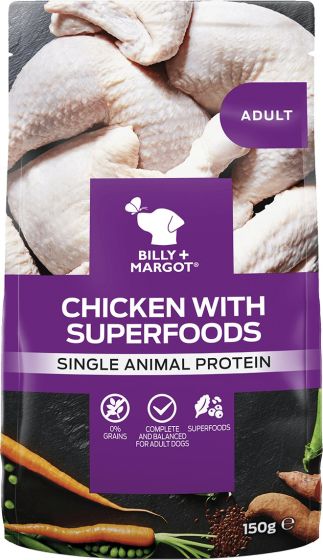 ADULT
BILLY +
MARGOT®
CHICKEN WITH
SUPERFOODS
SINGLE ANIMAL PROTEIN
0%
GRAINS
COMPLETE
AND BALANCED
FOR ADULT DOGS
SUPERFOODS
150g e